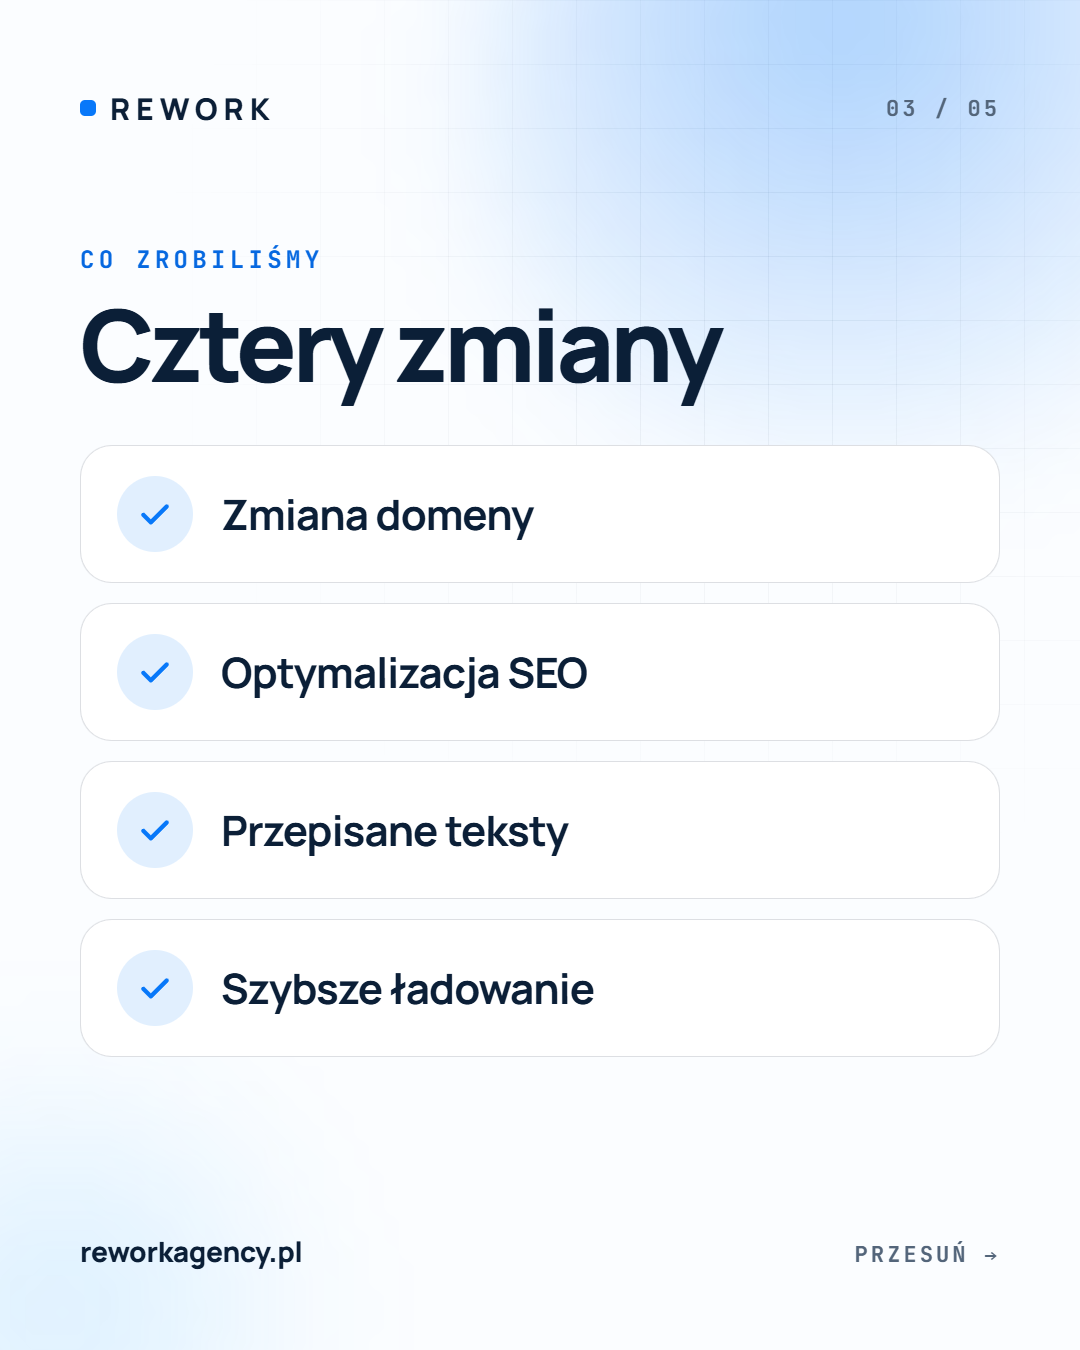 REWORK
03 / 05
CO ZROBILIŚMY
Cztery zmiany
Zmiana domeny
Optymalizacja SEO
Przepisane teksty
Szybsze ładowanie
reworkagency.pl
PRZESUŃ →